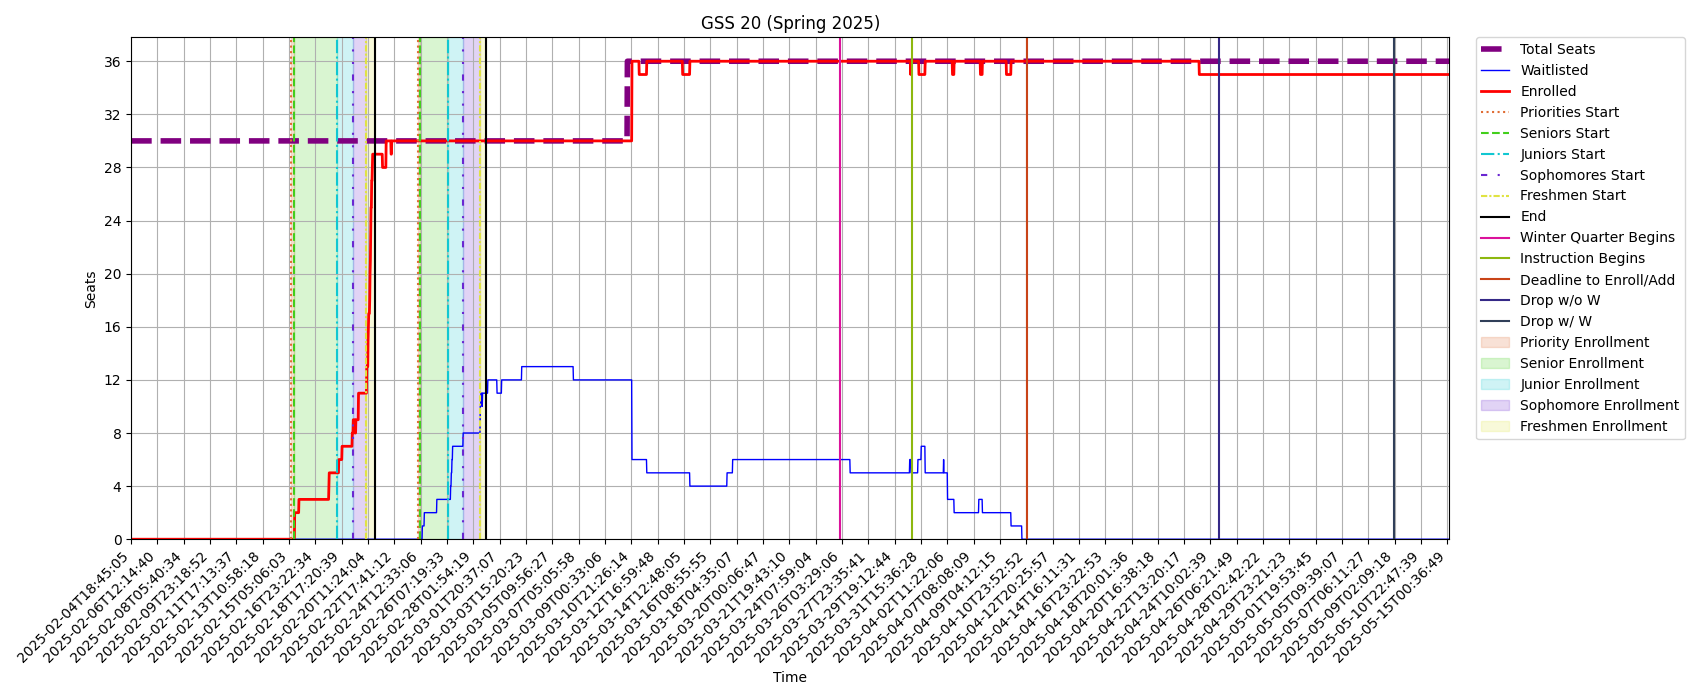 GSS 20 (Spring 2025)
Seats
36
32
28
24
20
16
12
8
4
0
2025-02-04T18:45:05
2025-02-06T12:14:40
2025-02-08T05:40:34
2025-02-09T23:18:52
2025-02-11T17:13:37
2025-02-13T10:58:18
2025-02-15T05:06:03
2025-02-16T23:22:34
2025-02-18T17:20:39
2025-02-20T11:24:04
2025-02-22T17:41:12
2025-02-24T12:33:06
2025-02-26T07:19:33
2025-02-28T01:54:19
2025-03-01T20:37:07
2025-03-03T15:20:23
2025-03-05T09:56:27
2025-03-07T05:05:58
2025-03-09T00:33:06
2025-03-10T21:26:14
2025-03-12T16:59:48
2025-03-14T12:48:05
2025-03-16T08:55:55
2025-03-18T04:35:07
2025-03-20T00:06:47
2025-03-21T19:43:10
2025-03-24T07:59:04
2025-03-26T03:29:06
2025-03-27T23:35:41
2025-03-29T19:12:44
2025-03-31T15:36:28
2025-04-02T11:22:06
2025-04-07T08:08:09
2025-04-09T04:12:15
2025-04-10T23:52:52
2025-04-12T20:25:57
2025-04-14T16:11:31
2025-04-16T13:22:53
2025-04-18T20:01:36
2025-04-20T16:38:18
2025-04-22T13:20:17
2025-04-24T10:02:39
2025-04-26T06:21:49
2025-04-28T02:42:22
2025-04-29T23:21:23
2025-05-01T19:53:45
2025-05-05T09:39:07
2025-05-07T06:11:27
2025-05-09T02:09:18
2025-05-10T22:47:39
2025-05-15T00:36:49
Time
Total Seats
Waitlisted
Enrolled
Priorities Start
Seniors Start
Juniors Start
Sophomores Start
Freshmen Start
End
Winter Quarter Begins
Instruction Begins
Deadline to Enroll/Add
Drop w/o W
Drop w/ W
Priority Enrollment
Senior Enrollment
Junior Enrollment
Sophomore Enrollment
Freshmen Enrollment